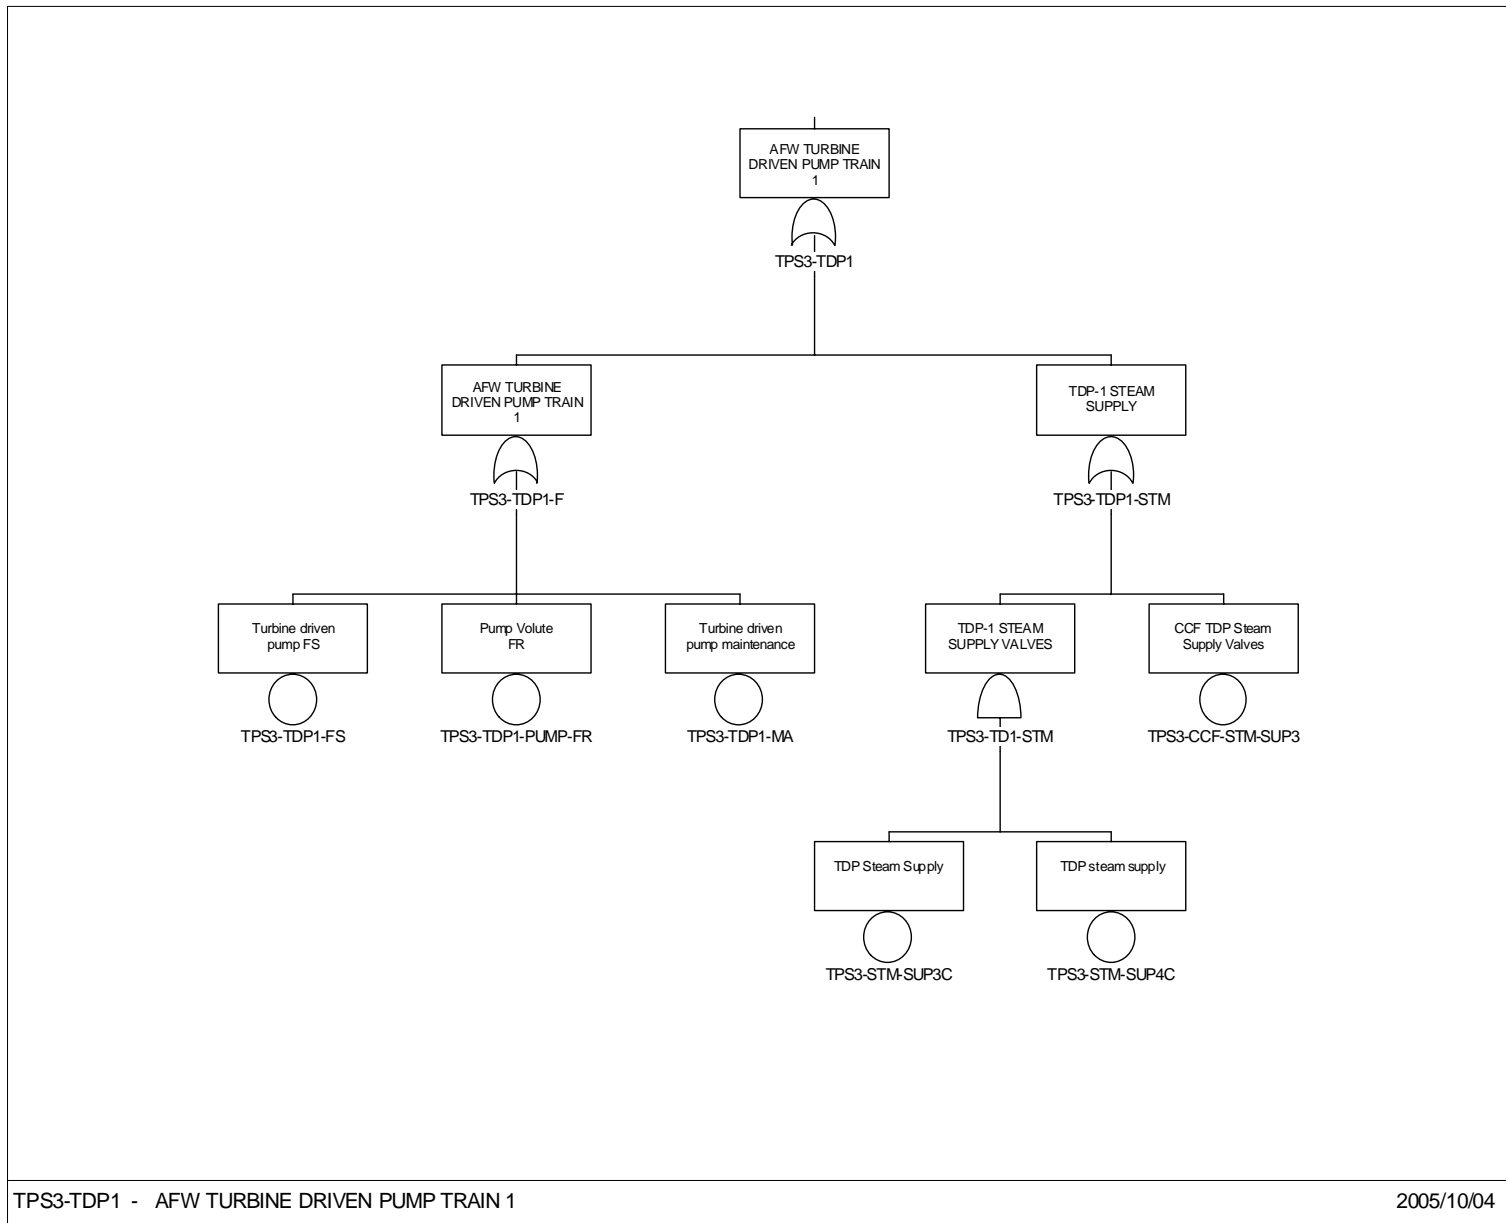 AFW TURBINE
DRIVEN PUMP TRAIN
1
TPS3-TDP1
AFW TURBINE
DRIVEN PUMP TRAIN
1
TPS3-TDP1-F
TDP-1 STEAM
SUPPLY
TPS3-TDP1-STM
Turbine driven
pump FS
TPS3-TDP1-FS
Pump Volute
FR
TPS3-TDP1-PUMP-FR
Turbine driven
pump maintenance
TPS3-TDP1-MA
TDP-1 STEAM
SUPPLY VALVES
TPS3-TD1-STM
CCF TDP Steam
Supply Valves
TPS3-CCF-STM-SUP3
TDP Steam Supply
TPS3-STM-SUP3C
TDP steam supply
TPS3-STM-SUP4C
TPS3-TDP1 - AFW TURBINE DRIVEN PUMP TRAIN 1
2005/10/04